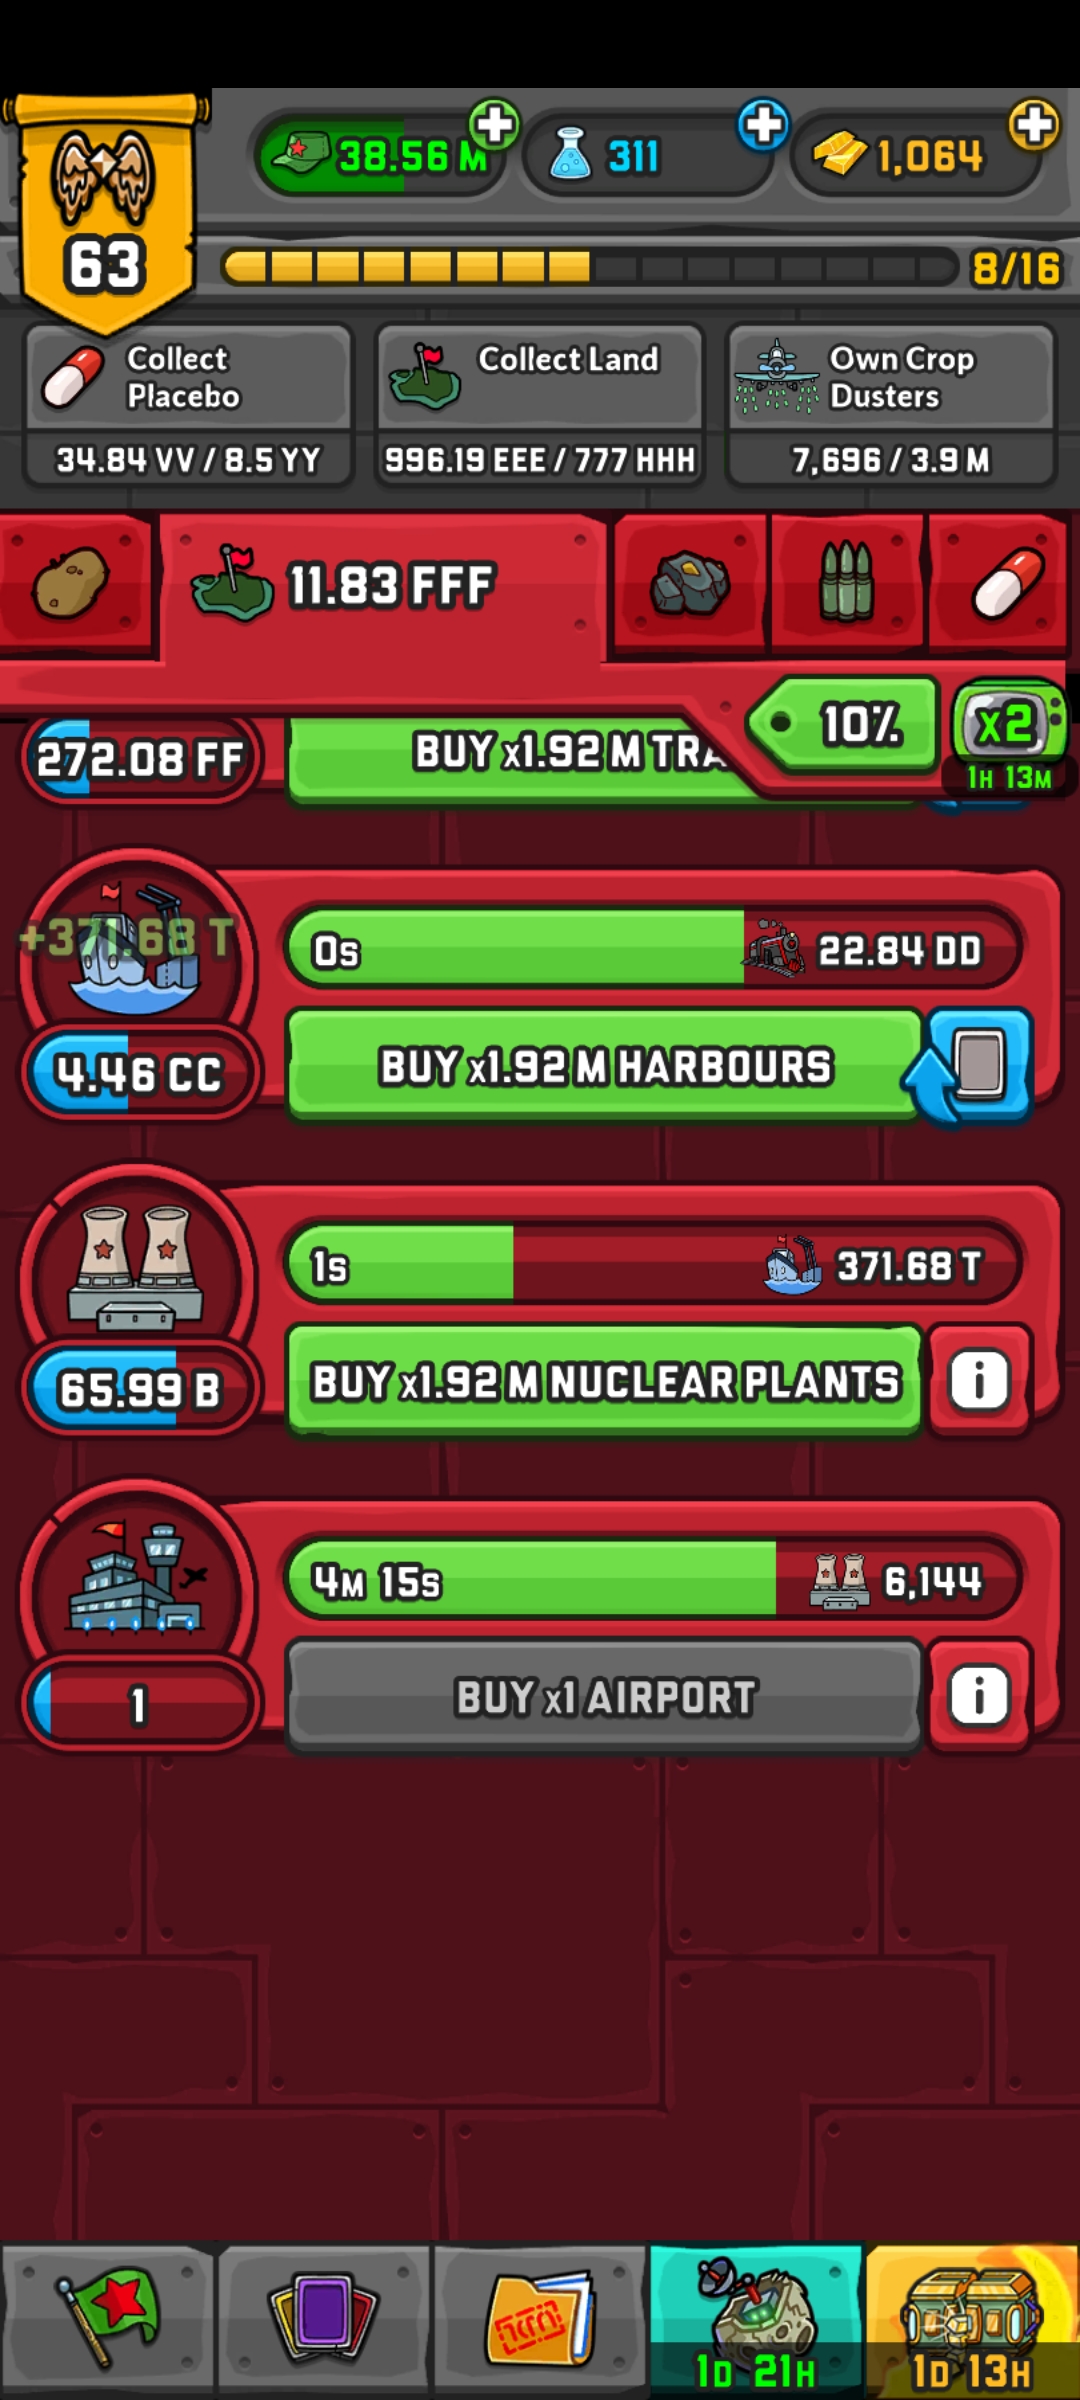 38.56 M
311
1,064
63
8/16
Collect
Placebo
34.84 VV / 8.5 YY
Collect Land
996.19 EEE / 777 HHH
Own Crop
Dusters
7,696 / 3.9 M
11.83 FFF
10%
x2
1H 13M
272.08 FF
BUY x1.92 M TRA
+371.68 T
0s
22.84 DD
4.46 CC
BUY x1.92 M HARBOURS
1s
371.68 T
65.99 B
BUY x1.92 M NUCLEAR PLANTS
i
4M 15s
6,144
1
BUY x1 AIRPORT
i
1D 21H
1D 13H